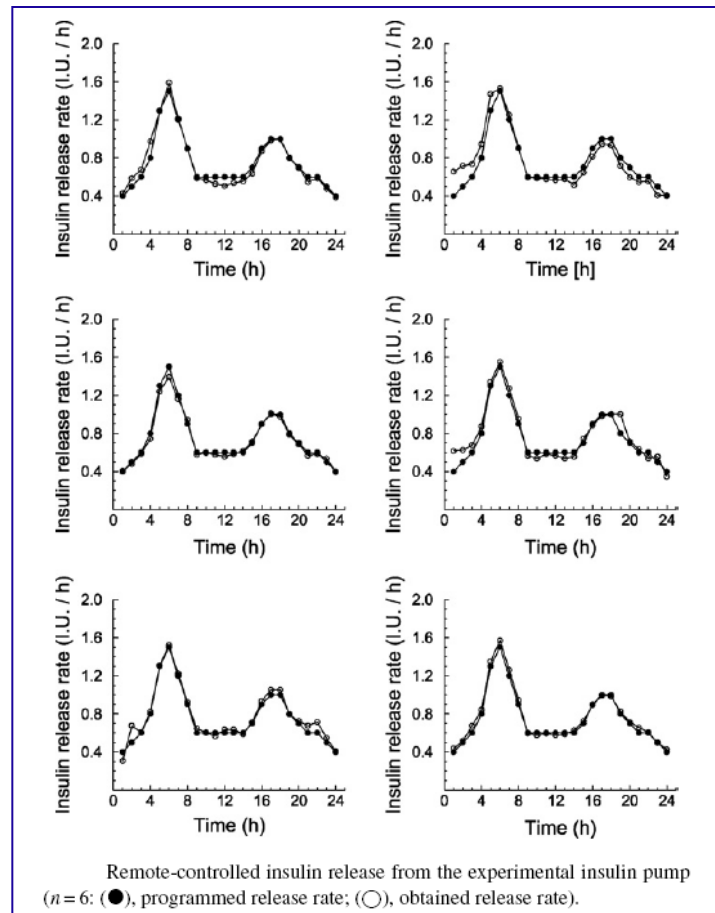 Insulin release rate (I.U. / h)
2.0
1.6
1.2
0.8
0.4
0 4 8 12 16 20 24
Time (h)
Insulin release rate (I.U. / h)
2.0
1.6
1.2
0.8
0.4
0 4 8 12 16 20 24
Time [h]
Insulin release rate (I.U. / h)
2.0
1.6
1.2
0.8
0.4
0 4 8 12 16 20 24
Time (h)
Insulin release rate (I.U. / h)
2.0
1.6
1.2
0.8
0.4
0 4 8 12 16 20 24
Time (h)
Insulin release rate (I.U. / h)
2.0
1.6
1.2
0.8
0.4
0 4 8 12 16 20 24
Time (h)
Insulin release rate (I.U. / h)
2.0
1.6
1.2
0.8
0.4
0 4 8 12 16 20 24
Time (h)
Remote-controlled insulin release from the experimental insulin pump
(n = 6: (●), programmed release rate; (○), obtained release rate).